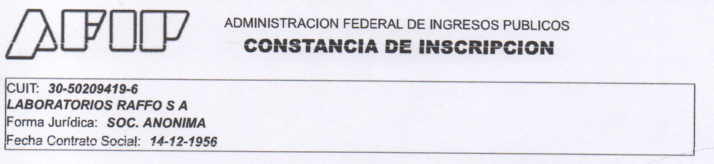 AFIP
ADMINISTRACION FEDERAL DE INGRESOS PUBLICOS
CONSTANCIA DE INSCRIPCION
CUIT: 30-50209419-6
LABORATORIOS RAFFO S A
Forma Jurídica: SOC. ANONIMA
Fecha Contrato Social: 14-12-1956